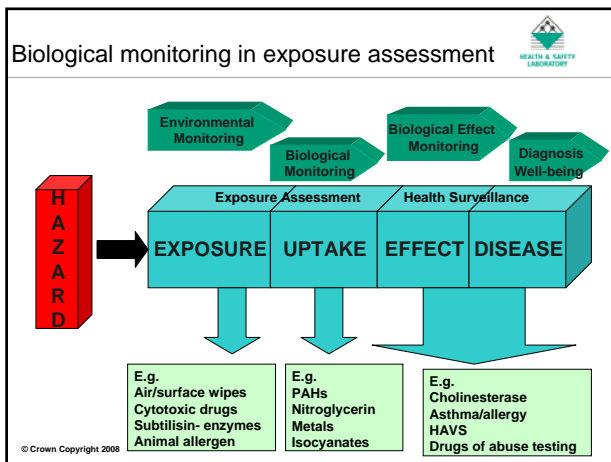 Biological monitoring in exposure assessment
HEALTH & SAFETY
LABORATORY
Environmental
Monitoring
Biological
Monitoring
Biological Effect
Monitoring
Diagnosis
Well-being
H
A
Z
A
R
D
Exposure Assessment
Health Surveillance
EXPOSURE
UPTAKE
EFFECT
DISEASE
E.g.
Air/surface wipes
Cytotoxic drugs
Subtilisin- enzymes
Animal allergen
E.g.
PAHs
Nitroglycerin
Metals
Isocyanates
E.g.
Cholinesterase
Asthma/allergy
HAVS
Drugs of abuse testing
© Crown Copyright 2008